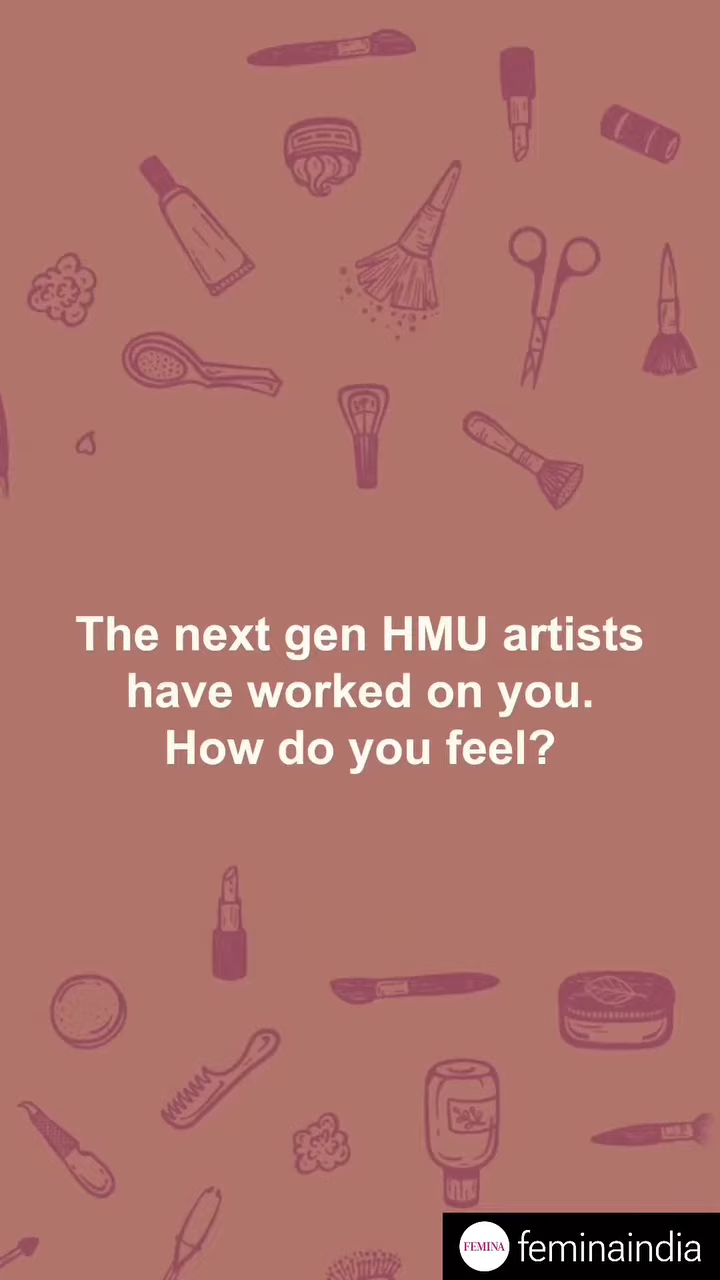 The next gen HMU artists
have worked on you.
How do you feel?
FEMINA feminaindia